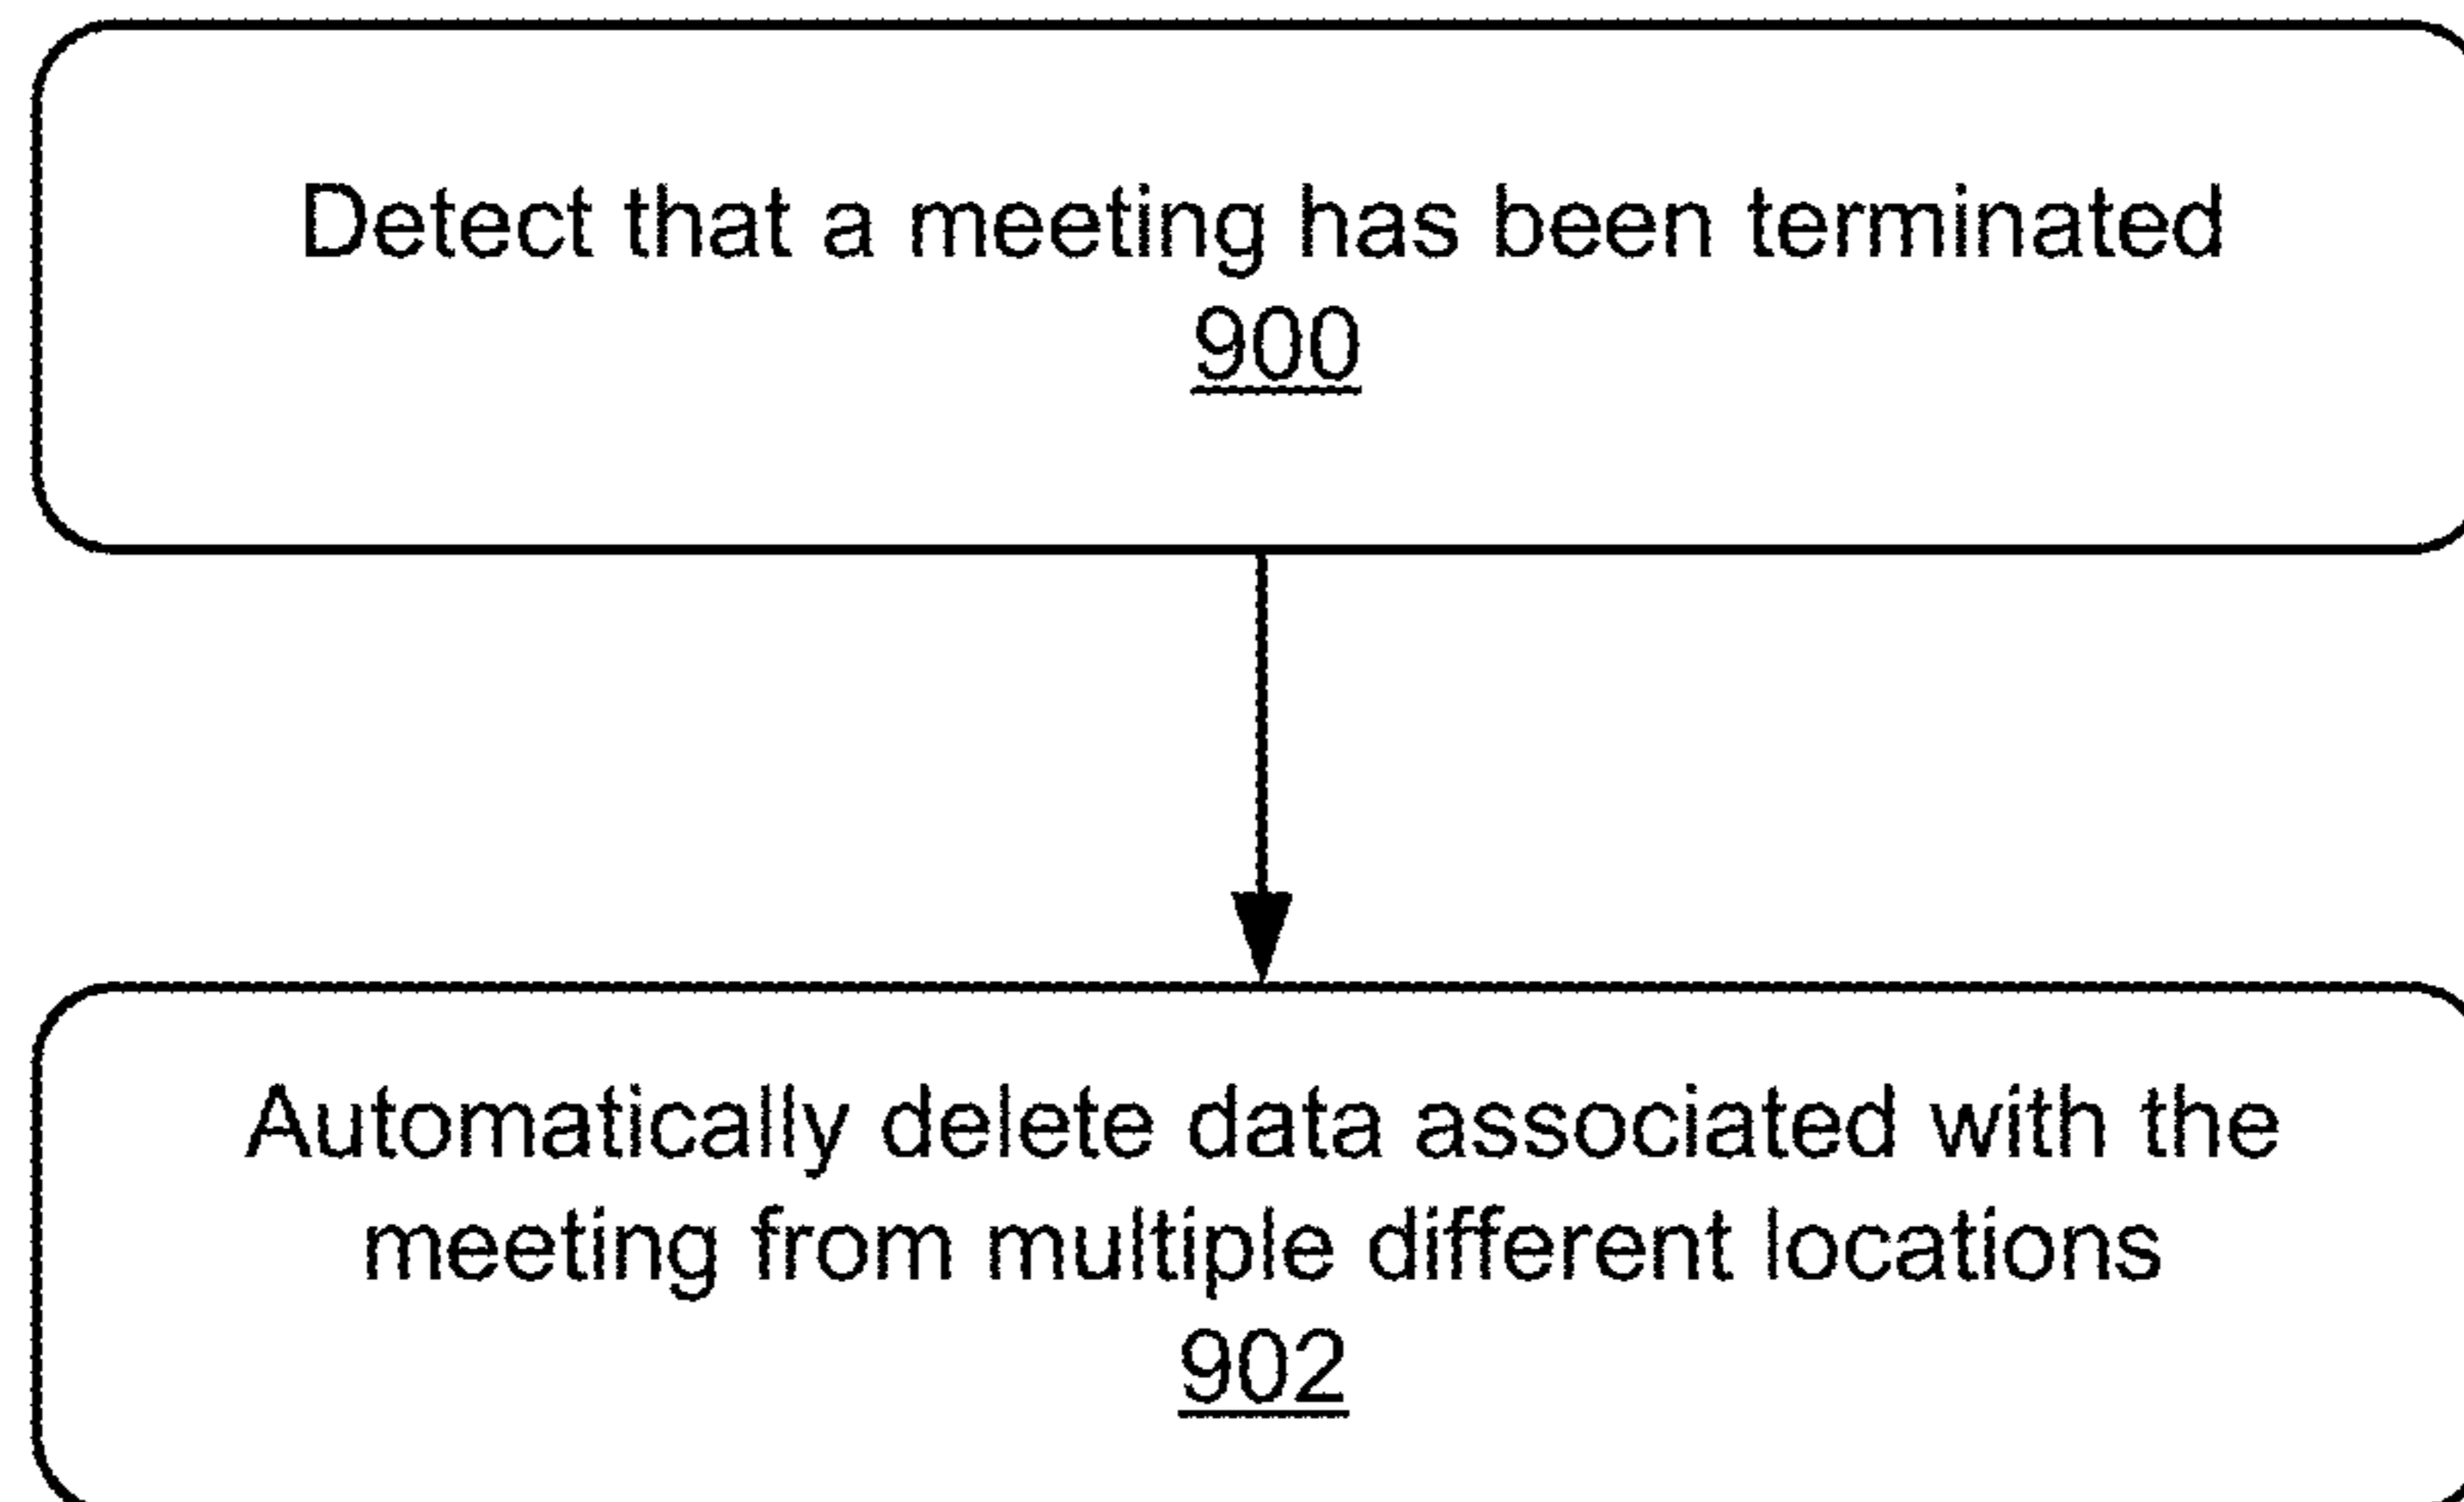 Detect that a meeting has been terminated
900
Automatically delete data associated with the
meeting from multiple different locations
902